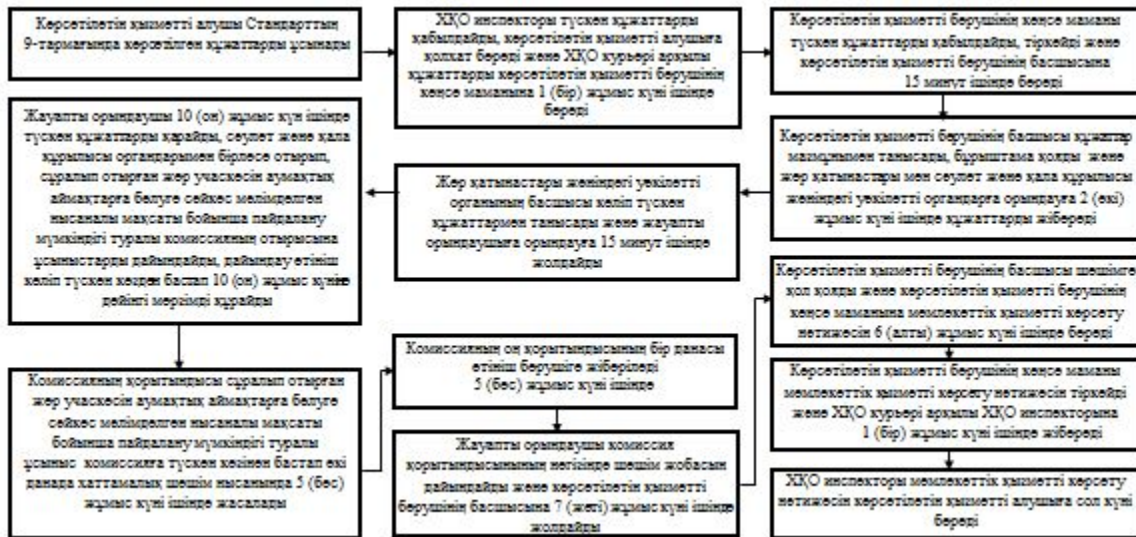 Көрсетілетін қызметті алушы Стандарттың
9-тармағында көрсетілген құжаттарды ұсынады
ХҚО инспекторы түскен құжаттарды
қабылдайды, көрсетілетін қызметті алушыға
қолхат береді және ХҚО курьері арқылы
құжаттарды көрсетілетін қызметті берушінің
кеңсе маманына 1 (бір) жұмыс күні ішінде
береді
Көрсетілетін қызметті берушінің кеңсе маманы
түскен құжаттарды қабылдайды, тіркейді және
көрсетілетін қызметті берушінің басшысына
15 минут ішінде береді
Көрсетілетін қызметті берушінің басшысы құжаттар
мазмұнымен танысады, бұрыштама қояды және
жер қатынастары мен сәулет және қала құрылысы
жөніндегі уәкілетті органдарға орындауға 2 (екі)
жұмыс күні ішінде құжаттарды жібереді
Жер қатынастары жөніндегі уәкілетті
органының басшысы келіп түскен
құжаттармен танысады және жауапты
орындаушыға орындауға 15 минут ішінде
жолдайды
Жауапты орындаушы 10 (он) жұмыс күн ішінде
түскен құжаттарды қарайды, сәулет және қала
құрылысы органдарымен бірлесе отырып,
сұралып отырған жер учаскесін аумақтық
аймақтарға бөлуге сәйкес мәлімделген
нысаналы мақсаты бойынша пайдалану
мүмкіндігі туралы комиссияның отырысына
ұсыныстарды дайындайды, дайындау өтініш
келіп түскен кезден бастап 10 (он) жұмыс күніне
дейінгі мерзімді құрайды
Комиссияның қорытындысы сұралып отырған
жер учаскесін аумақтық аймақтарға бөлуге
сәйкес мәлімделген нысаналы мақсаты
бойынша пайдалану мүмкіндігі туралы
ұсыныс комиссияға түскен кезінен бастап екі
данада хаттамалық шешім нысанында 5 (бес)
жұмыс күні ішінде жасалады
Комиссияның оң қорытындысының бір данасы
өтініш берушіге жіберіледі
5 (бес) жұмыс күні ішінде
Жауапты орындаушы комиссия
қорытындысынының негізінде шешім жобасын
дайындайды және көрсетілетін қызметті
берушінің басшысына 7 (жеті) жұмыс күні ішінде
жолдайды
Көрсетілетін қызметті берушінің басшысы шешімге
қол қояды және көрсетілетін қызметті берушінің
кеңсе маманына мемлекеттік қызметті көрсету
нәтижесін 6 (алты) жұмыс күні ішінде береді
Көрсетілетін қызметті берушінің кеңсе маманы
мемлекеттік қызметті көрсету нәтижесін тіркейді
және ХҚО курьері арқылы ХҚО инспекторына
1 (бір) жұмыс күні ішінде жібереді
ХҚО инспекторы мемлекеттік қызметті көрсету
нәтижесін көрсетілетін қызметті алушыға сол күні
береді